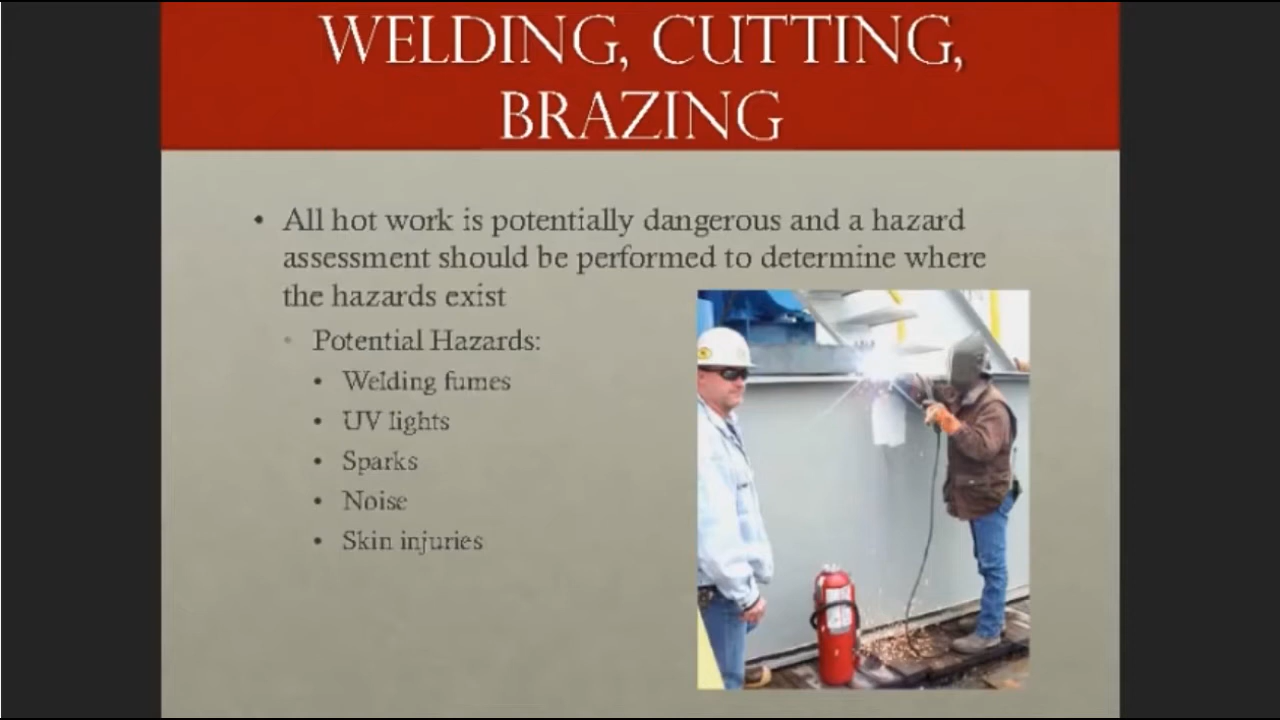 WELDING, CUTTING,
BRAZING
• All hot work is potentially dangerous and a hazard
assessment should be performed to determine where
the hazards exist
• Potential Hazards:
• Welding fumes
• UV lights
• Sparks
• Noise
• Skin injuries